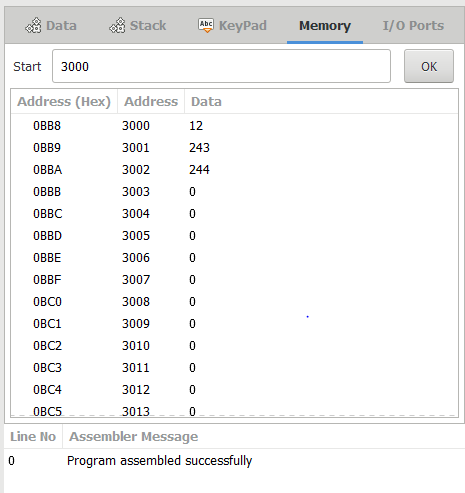 Data Stack Abc KeyPad Memory I/O Ports
Start 3000 OK
Address (Hex) Address Data
0BB8 3000 12
0BB9 3001 243
0BBA 3002 244
0BBB 3003 0
0BBC 3004 0
0BBD 3005 0
0BBE 3006 0
0BBF 3007 0
0BC0 3008 0
0BC1 3009 0
0BC2 3010 0
0BC3 3011 0
0BC4 3012 0
0BC5 3013 0
Line No Assembler Message
0 Program assembled successfully